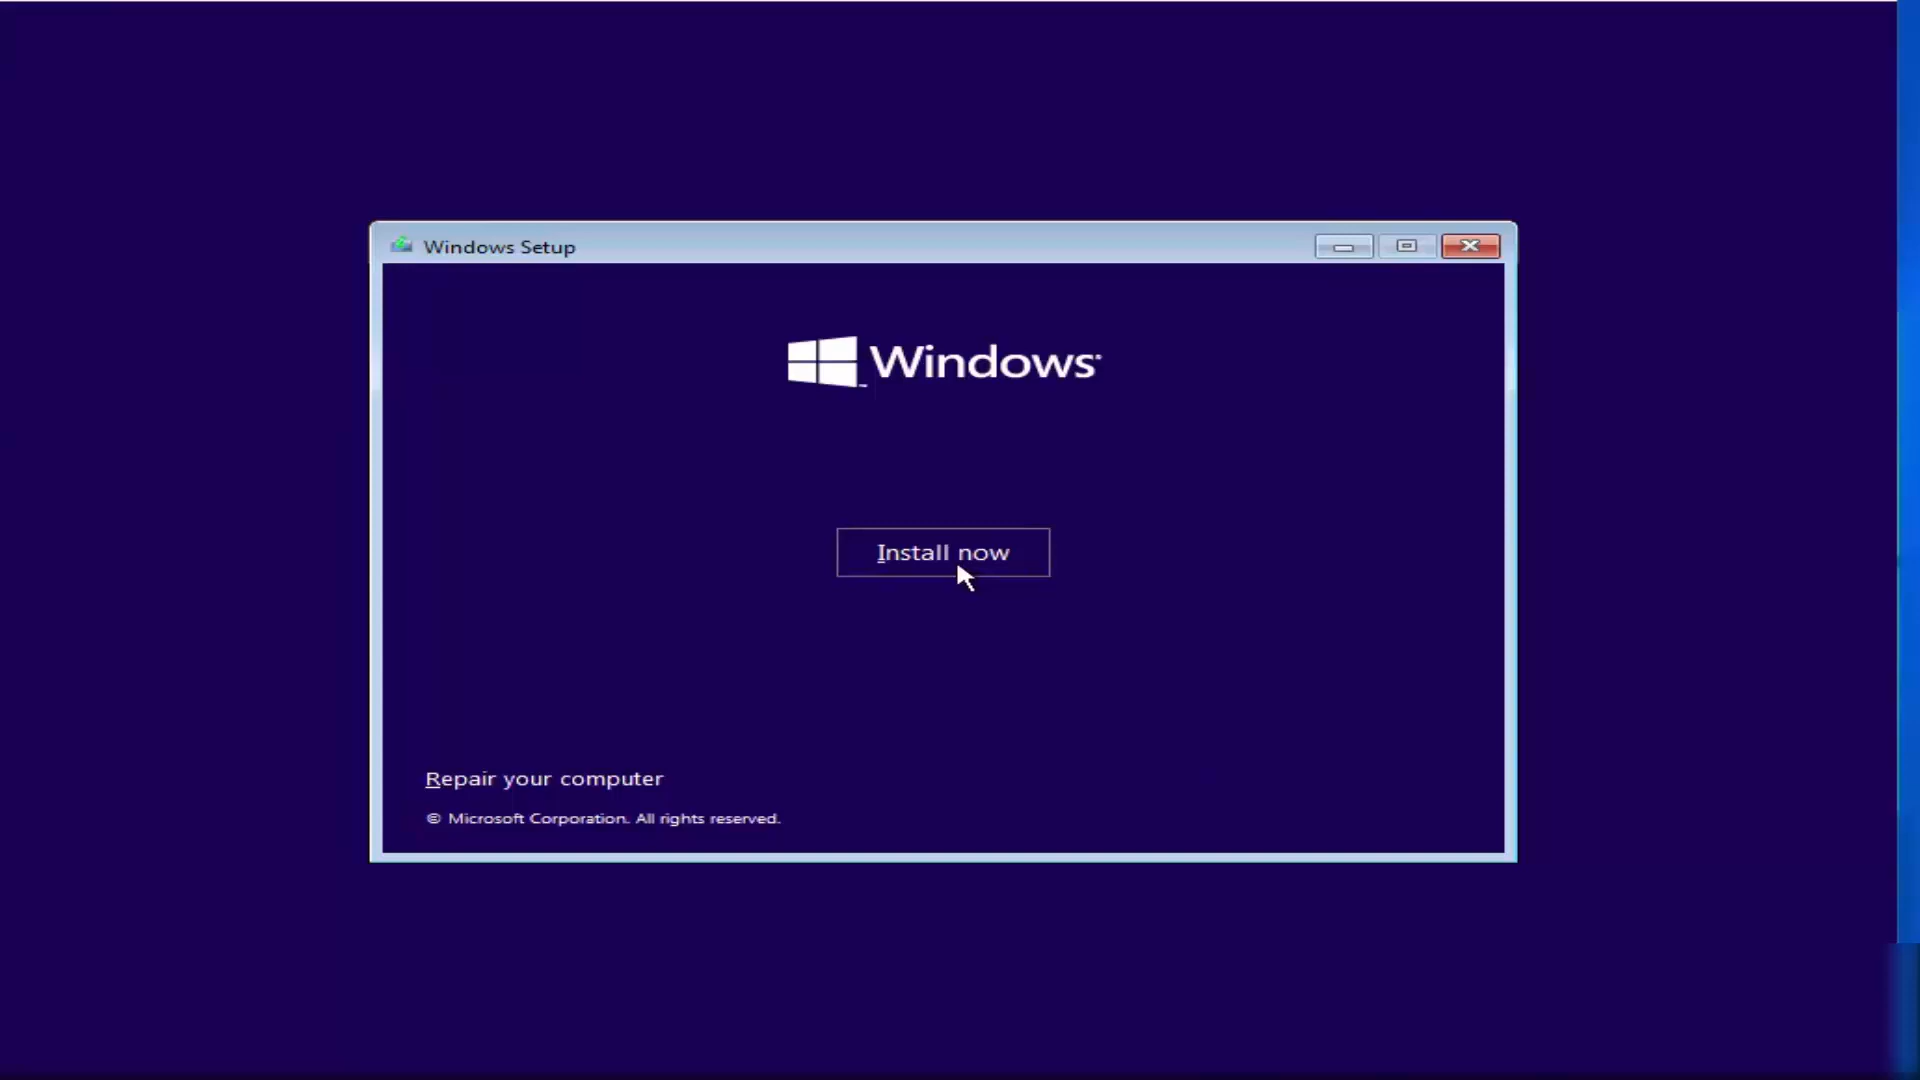 Windows Setup
Windows
Install now
Repair your computer
© Microsoft Corporation. All rights reserved.